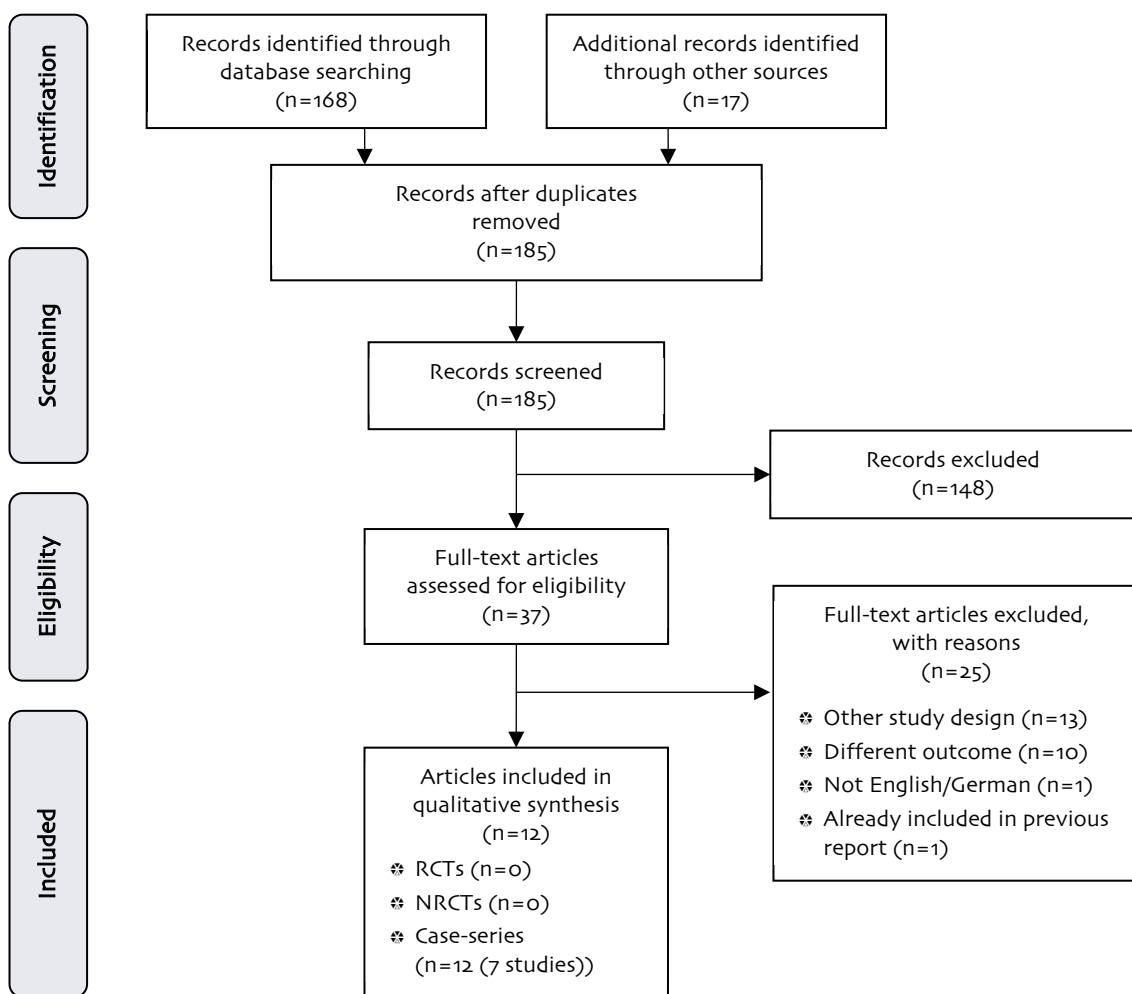 Identification
Records identified through
database searching
(n=168)
Additional records identified
through other sources
(n=17)
Records after duplicates
removed
(n=185)
Screening
Records screened
(n=185)
Records excluded
(n=148)
Eligibility
Full-text articles
assessed for eligibility
(n=37)
Full-text articles excluded,
with reasons
(n=25)
Other study design (n=13)
Different outcome (n=10)
Not English/German (n=1)
Already included in previous
report (n=1)
Included
Articles included in
qualitative synthesis
(n=12)
RCTs (n=0)
NRCTs (n=0)
Case-series
(n=12 (7 studies))